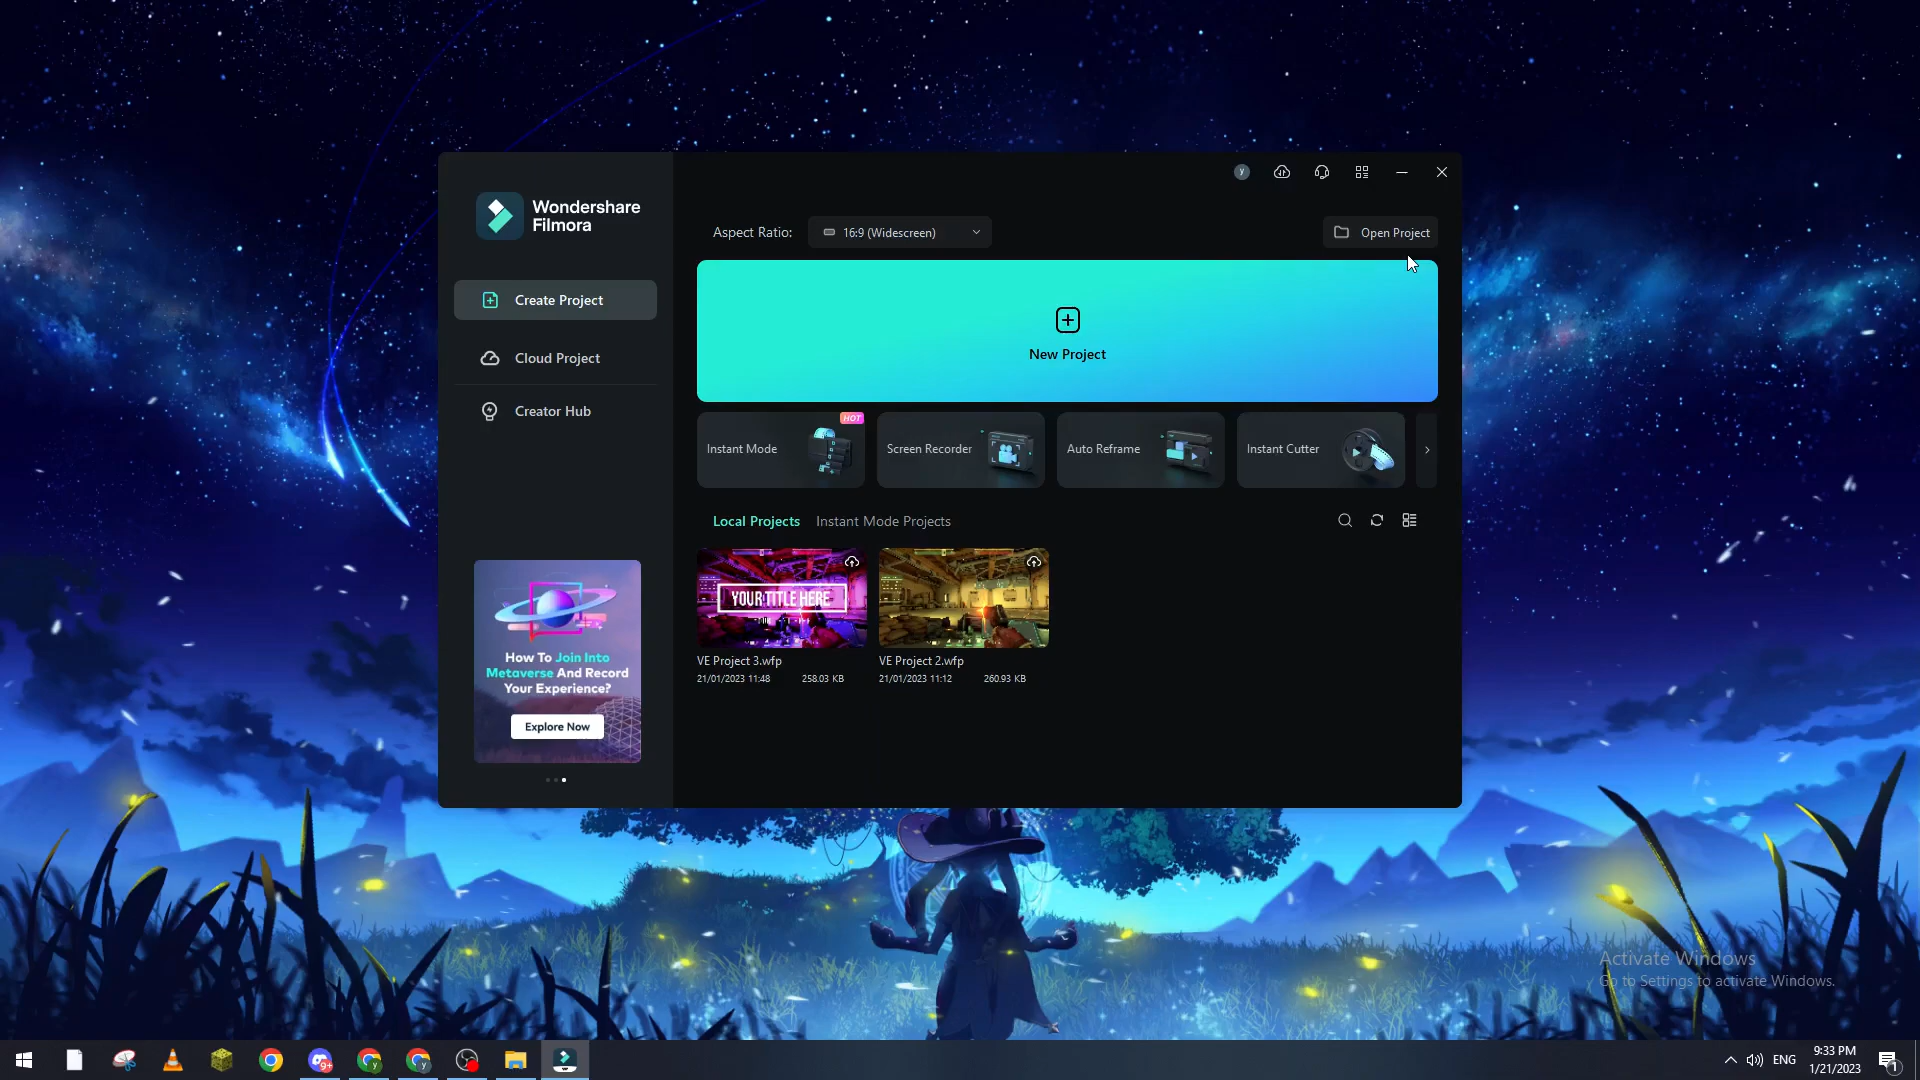 Wondershare
Filmora
Create Project
Cloud Project
Creator Hub
How To Join Into
Metaverse And Record
Your Experience?
Explore Now
Y
Aspect Ratio:
16:9 (Widescreen)
Open Project
New Project
Instant Mode
HOT
Screen Recorder
Auto Reframe
Instant Cutter
Local Projects
Instant Mode Projects
YOUR TITLE HERE
VE Project 3.wfp
21/01/2023 11:48
258.03 KB
VE Project 2.wfp
21/01/2023 11:12
260.93 KB
Activate Windows
Go to Settings to activate Windows.
9+
ENG
9:33 PM
1/21/2023
1